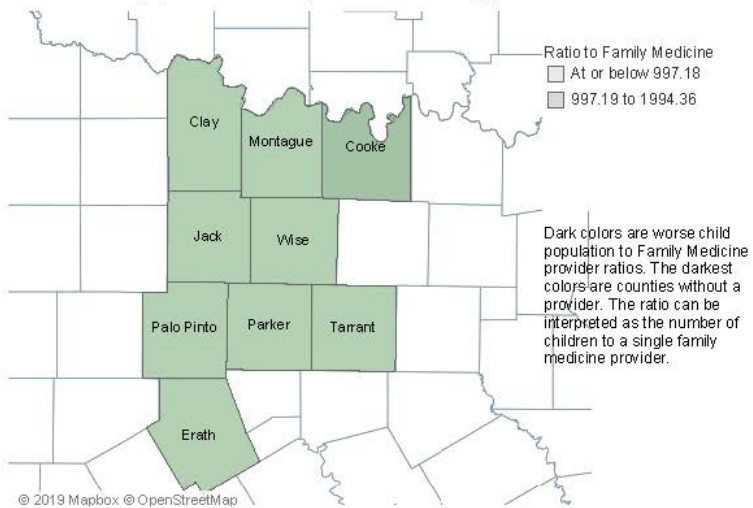 Ratio to Family Medicine
At or below 997.18
997.19 to 1994.36
Clay
Montague
Cooke
Jack
Wise
Dark colors are worse child
population to Family Medicine
provider ratios. The darkest
colors are counties without a
provider. The ratio can be
interpreted as the number of
children to a single family
medicine provider.
Palo Pinto
Parker
Tarrant
Erath
© 2019 Mapbox © OpenStreetMap